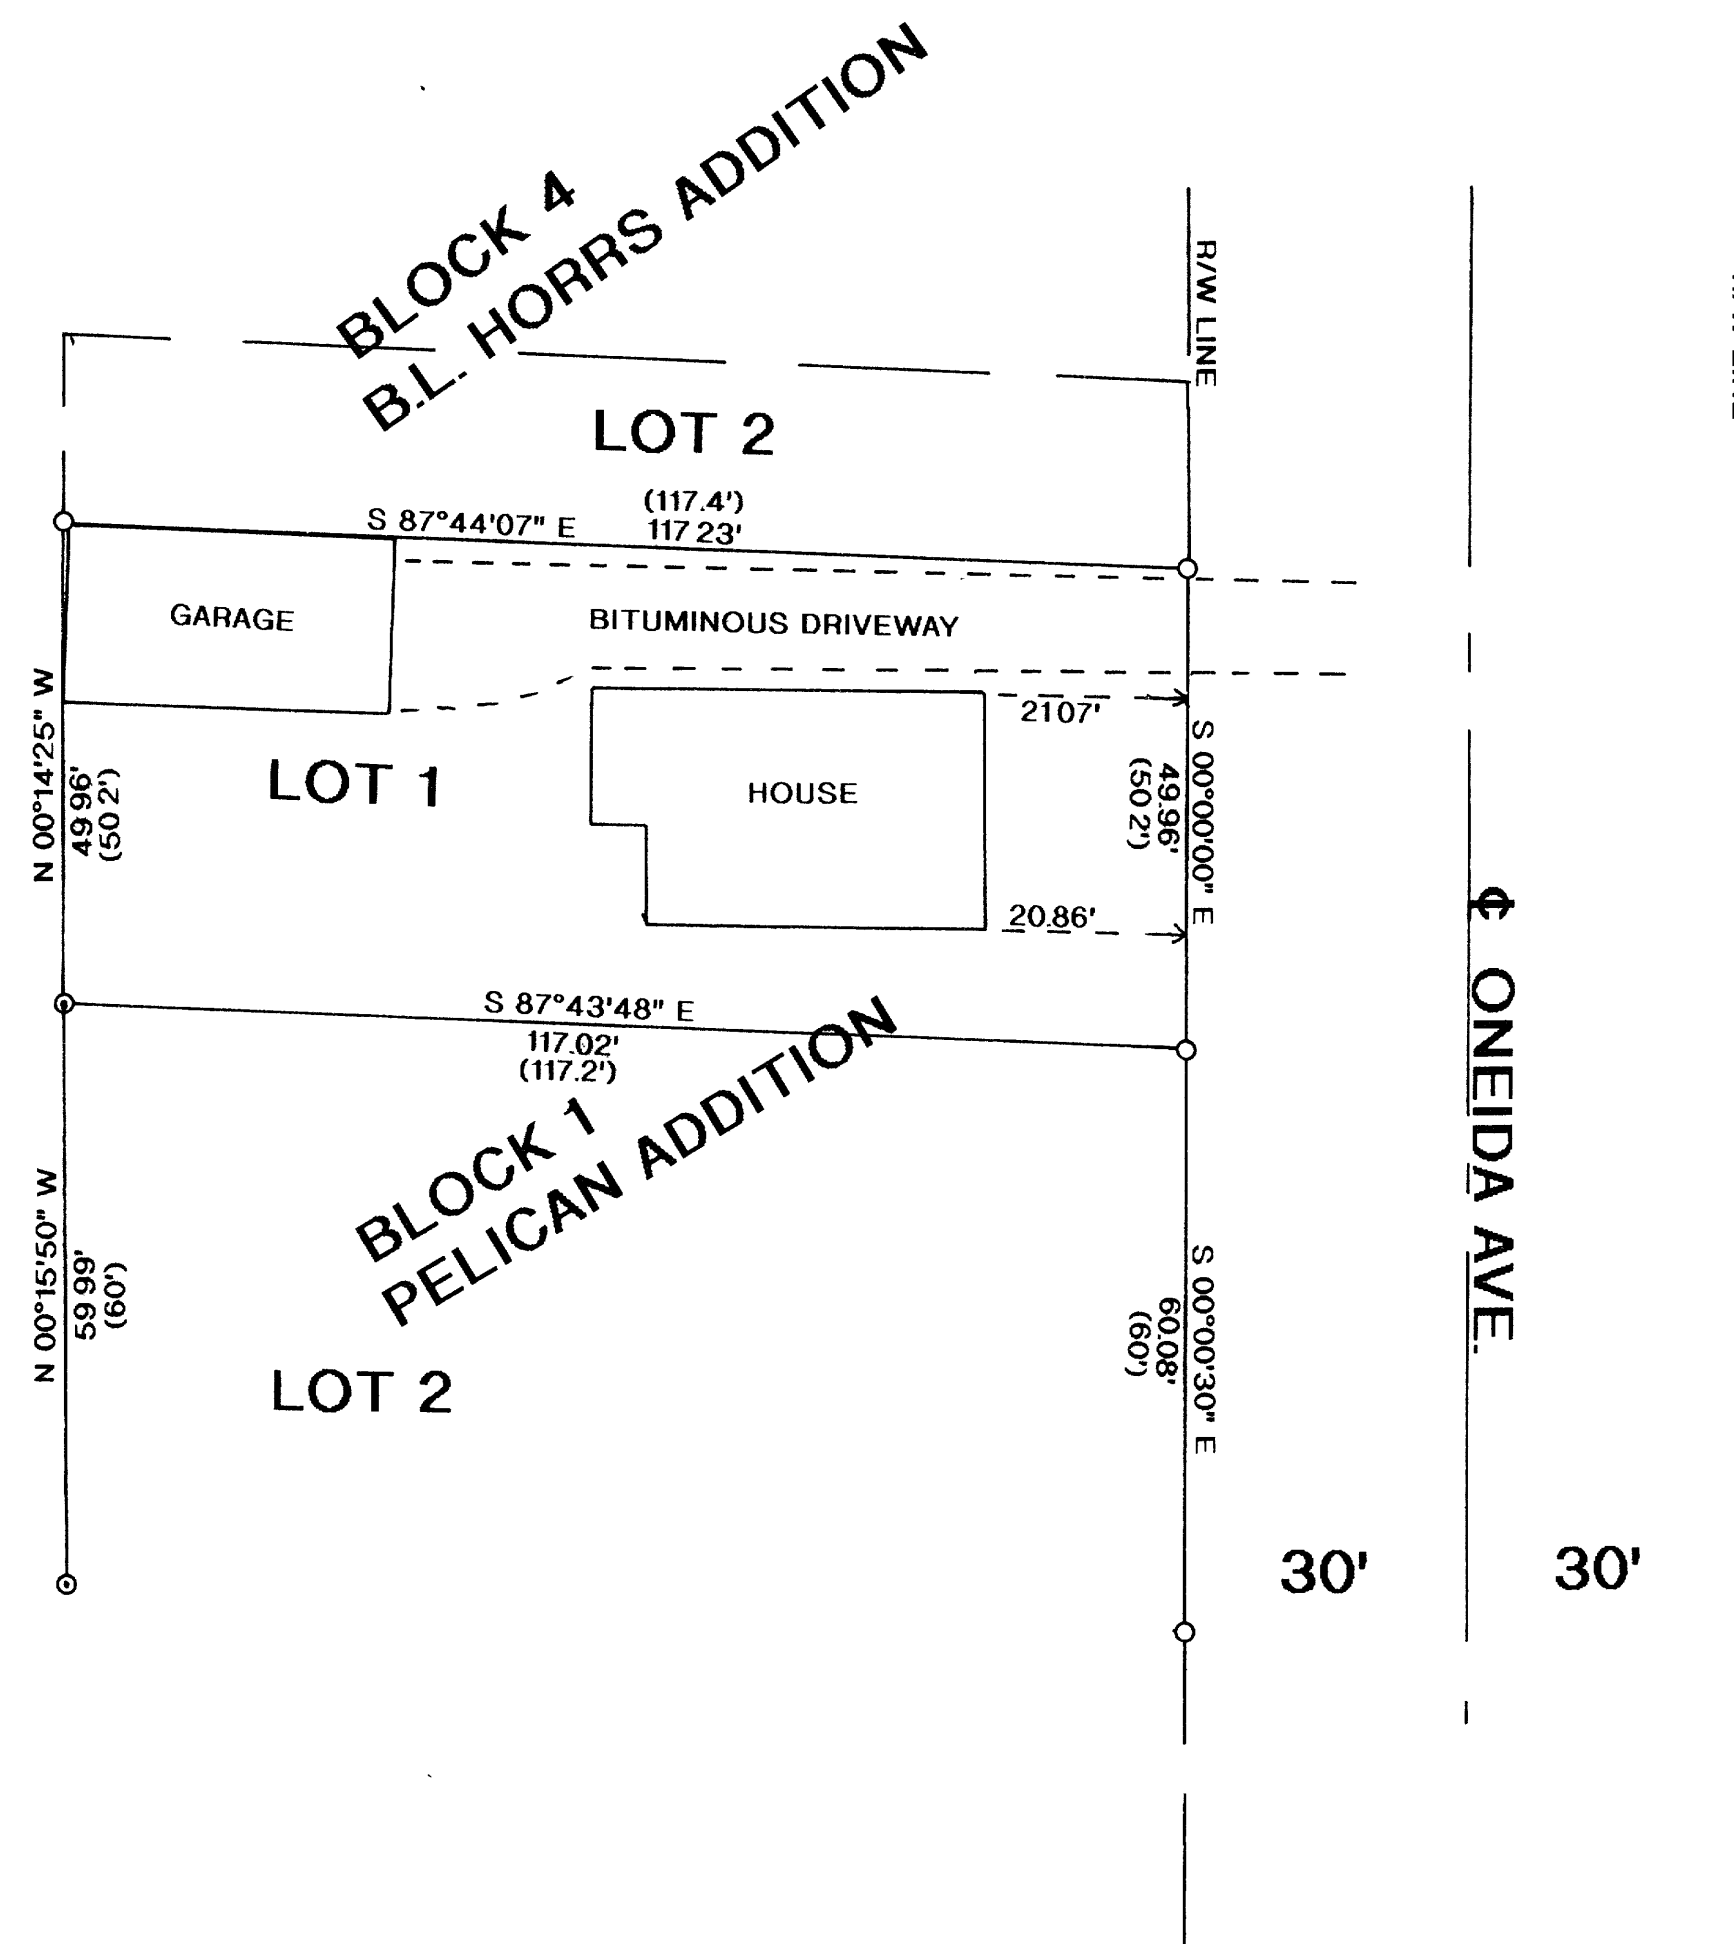 BLOCK 4
B.L. HORRS ADDITION
R/W LINE
LOT 2
(117.4')
S 87°44'07" E
117 23'
GARAGE
BITUMINOUS DRIVEWAY
21 07'
N 00°14'25" W
49 96'
(50 2')
LOT 1
HOUSE
S 00°00'00" E
49.96'
(50 2')
20.86'
₵ ONEIDA AVE.
S 87°43'48" E
117.02'
(117.2')
BLOCK 1
PELICAN ADDITION
N 00°15'50" W
59 99'
(60')
S 00°00'30" E
60.08'
(60')
LOT 2
30'
30'